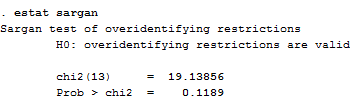 . estat sargan
Sargan test of overidentifying restrictions
H0: overidentifying restrictions are valid
chi2(13) = 19.13856
Prob > chi2 = 0.1189